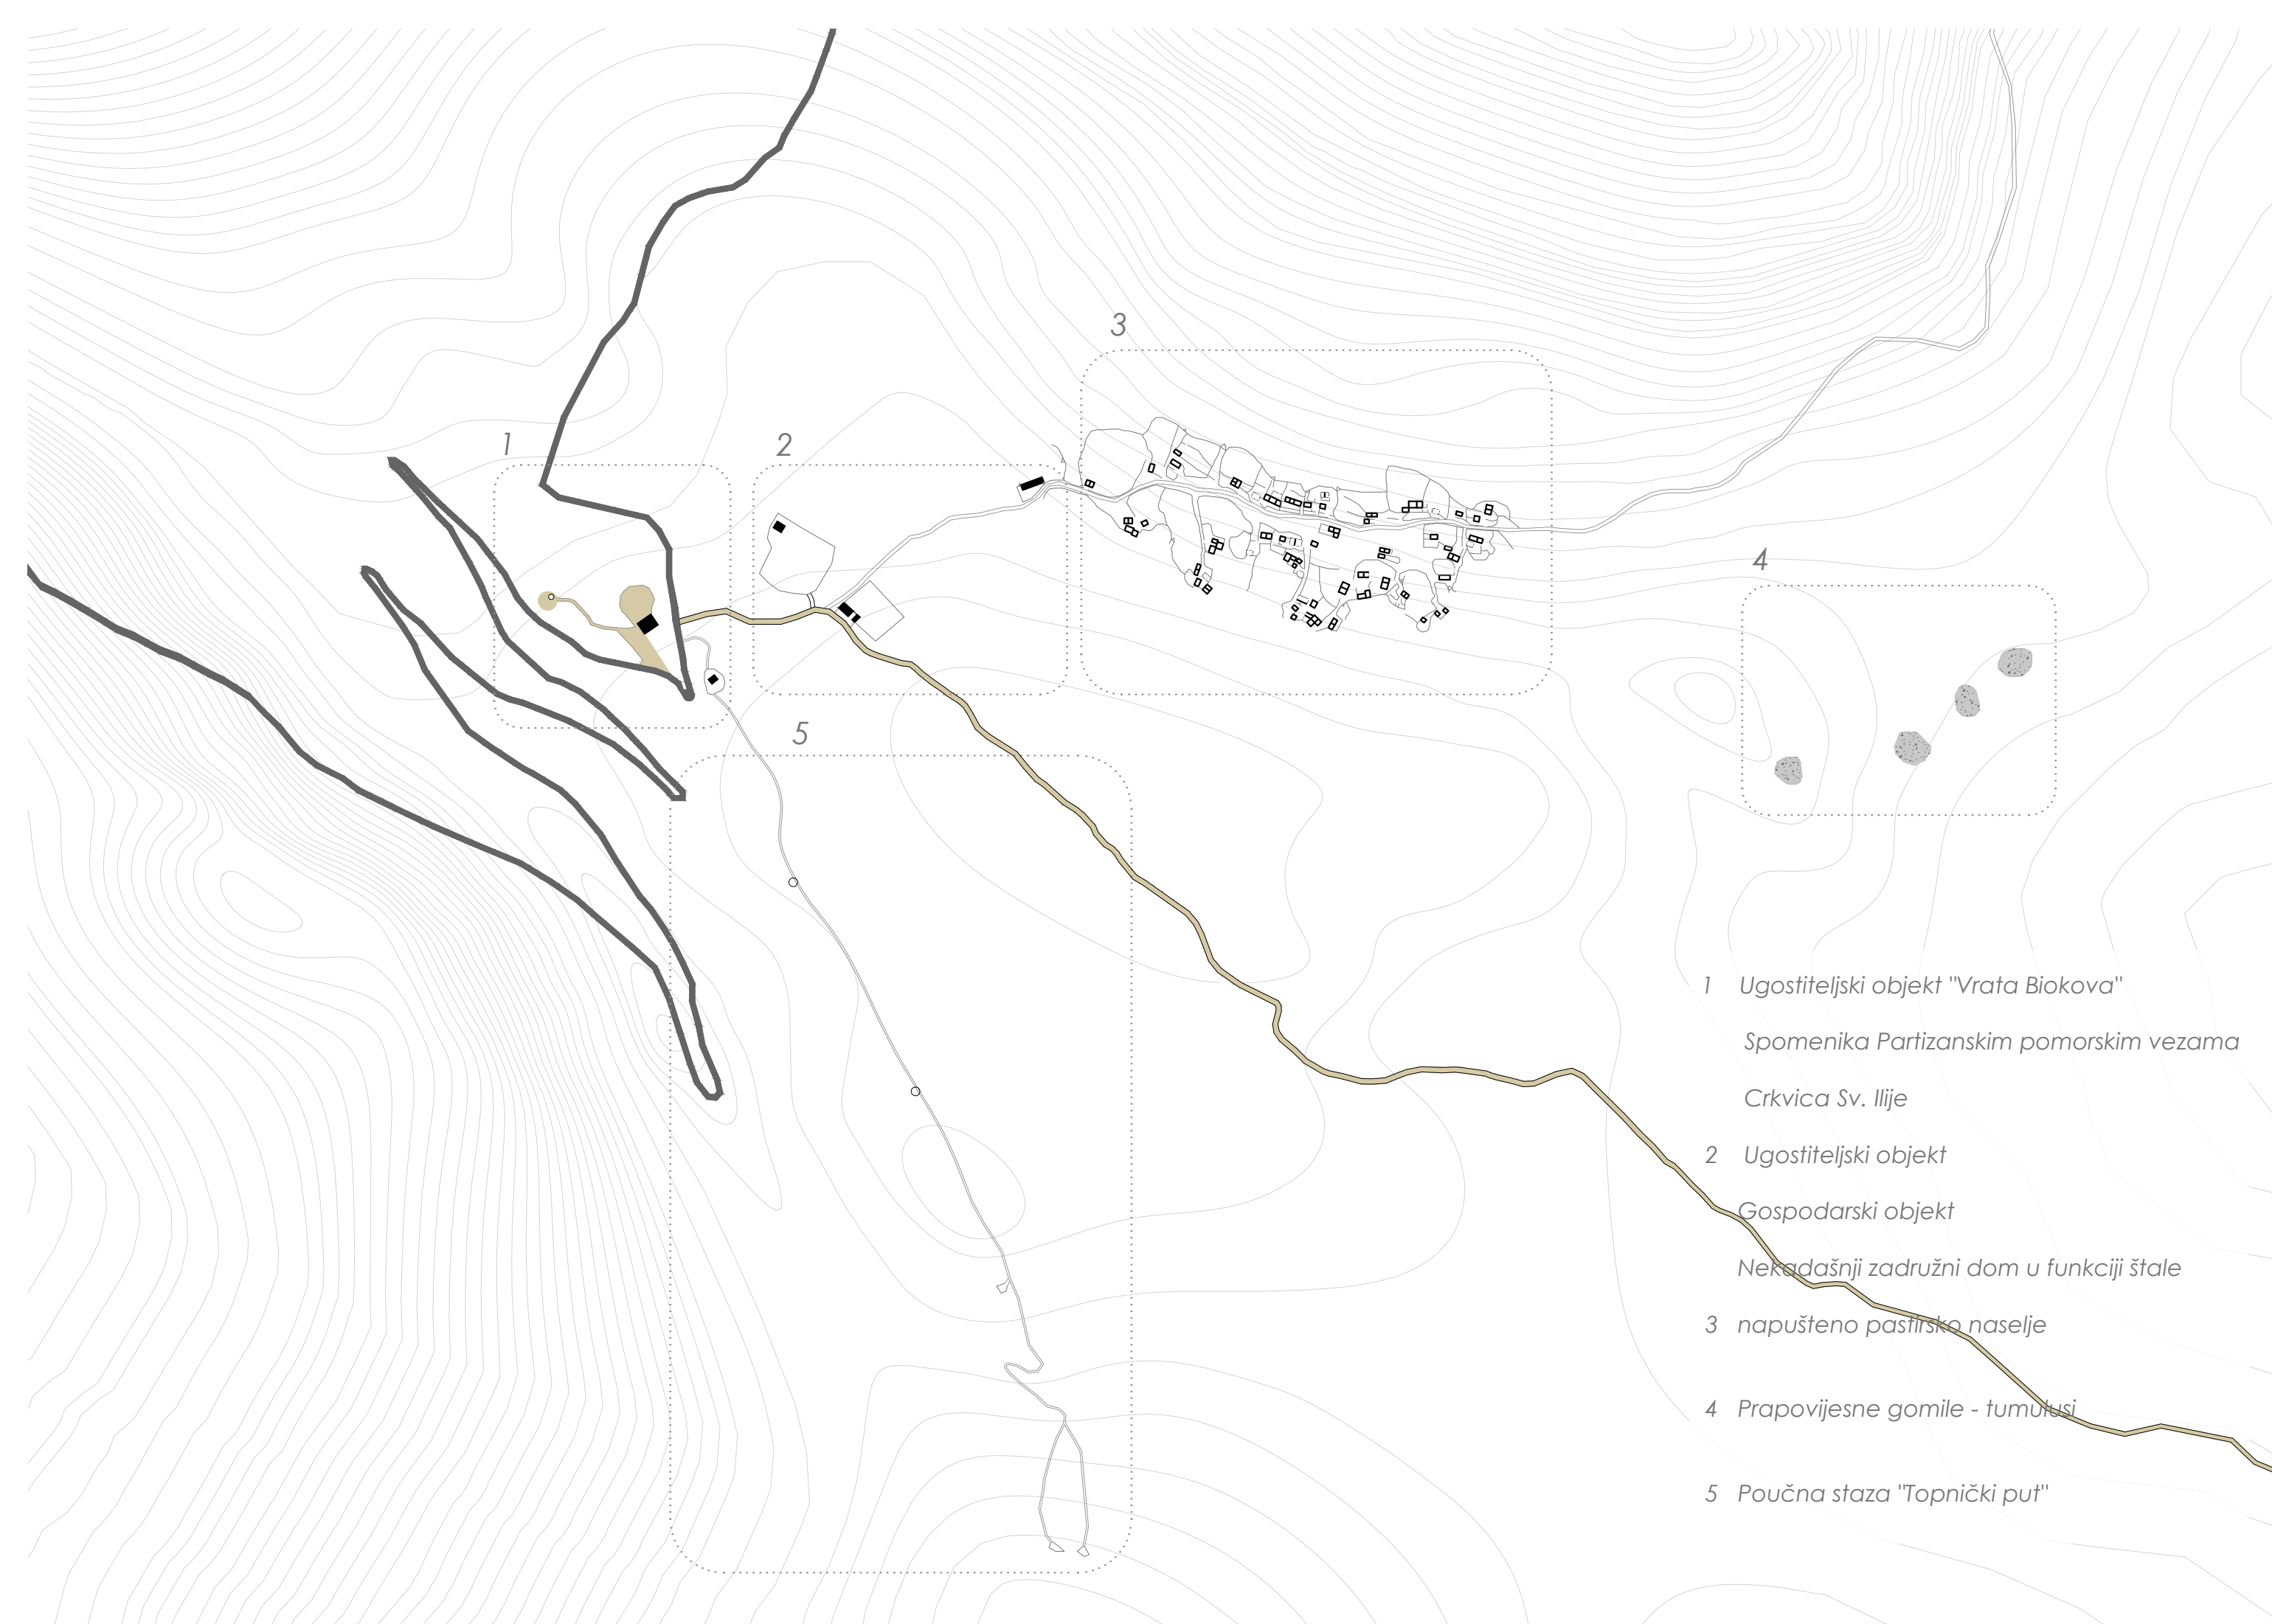 3
1
2
4
5
1 Ugostiteljski objekt "Vrata Biokova"
Spomenika Partizanskim pomorskim vezama
Crkvica Sv. Ilije
2 Ugostiteljski objekt
Gospodarski objekt
Nekadašnji zadružni dom u funkciji štale
3 napušteno pastirsko naselje
4 Prapovijesne gomile - tumulusi
5 Poučna staza "Topnički put"